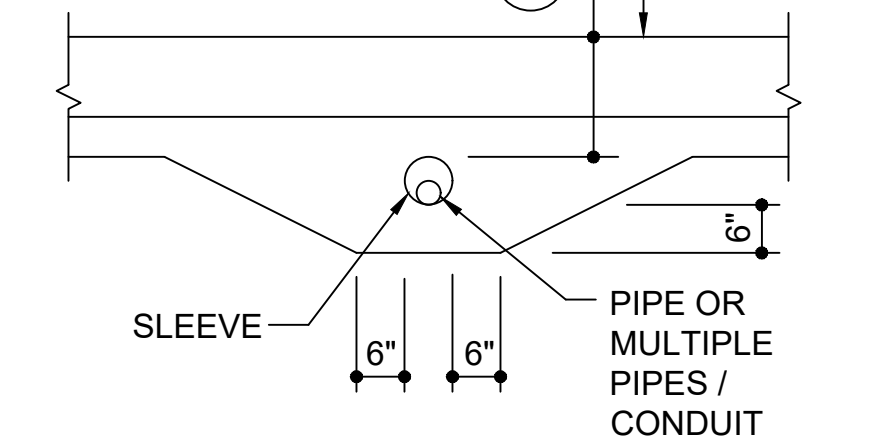 6"
SLEEVE
6"
6"
PIPE OR
MULTIPLE
PIPES /
CONDUIT